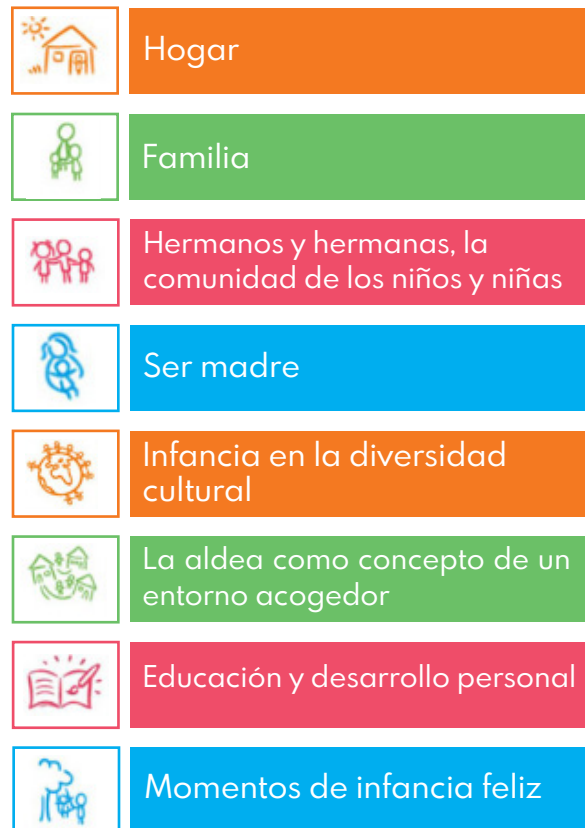 Hogar
Familia
Hermanos y hermanas, la
comunidad de los niños y niñas
Ser madre
Infancia en la diversidad
cultural
La aldea como concepto de un
entorno acogedor
Educación y desarrollo personal
Momentos de infancia feliz